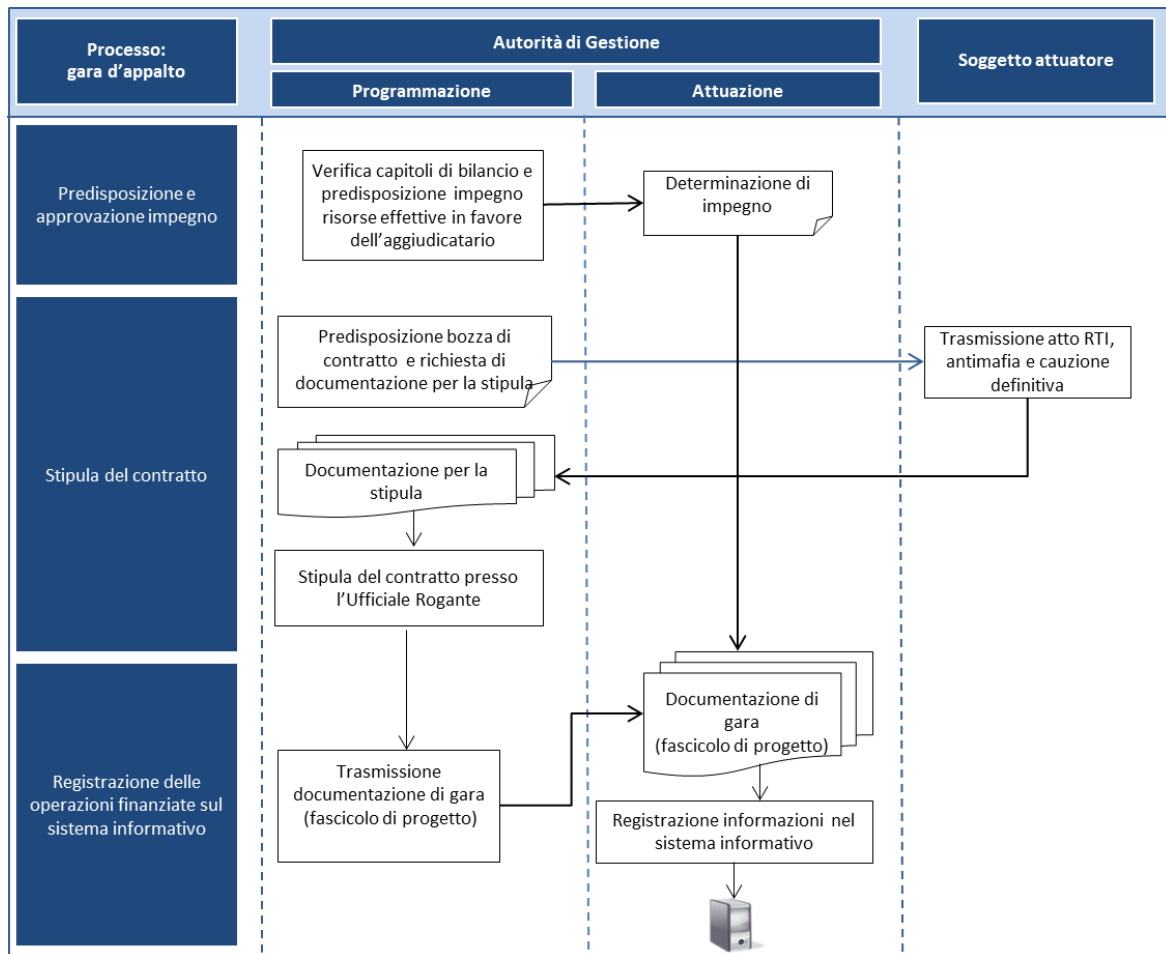 Processo:
gara d'appalto
Autorità di Gestione
Programmazione
Attuazione
Soggetto attuatore
Predisposizione e
approvazione impegno
Verifica capitoli di bilancio e
predisposizione impegno
risorse effettive in favore
dell'aggiudicatario
Determinazione di
impegno
Stipula del contratto
Predisposizione bozza di
contratto e richiesta di
documentazione per la stipula
Trasmissione atto RTI,
antimafia e cauzione
definitiva
Documentazione per la
stipula
Stipula del contratto presso
l'Ufficiale Rogante
Registrazione delle
operazioni finanziate sul
sistema informativo
Trasmissione
documentazione di gara
(fascicolo di progetto)
Documentazione di
gara
(fascicolo di progetto)
Registrazione informazioni nel
sistema informativo